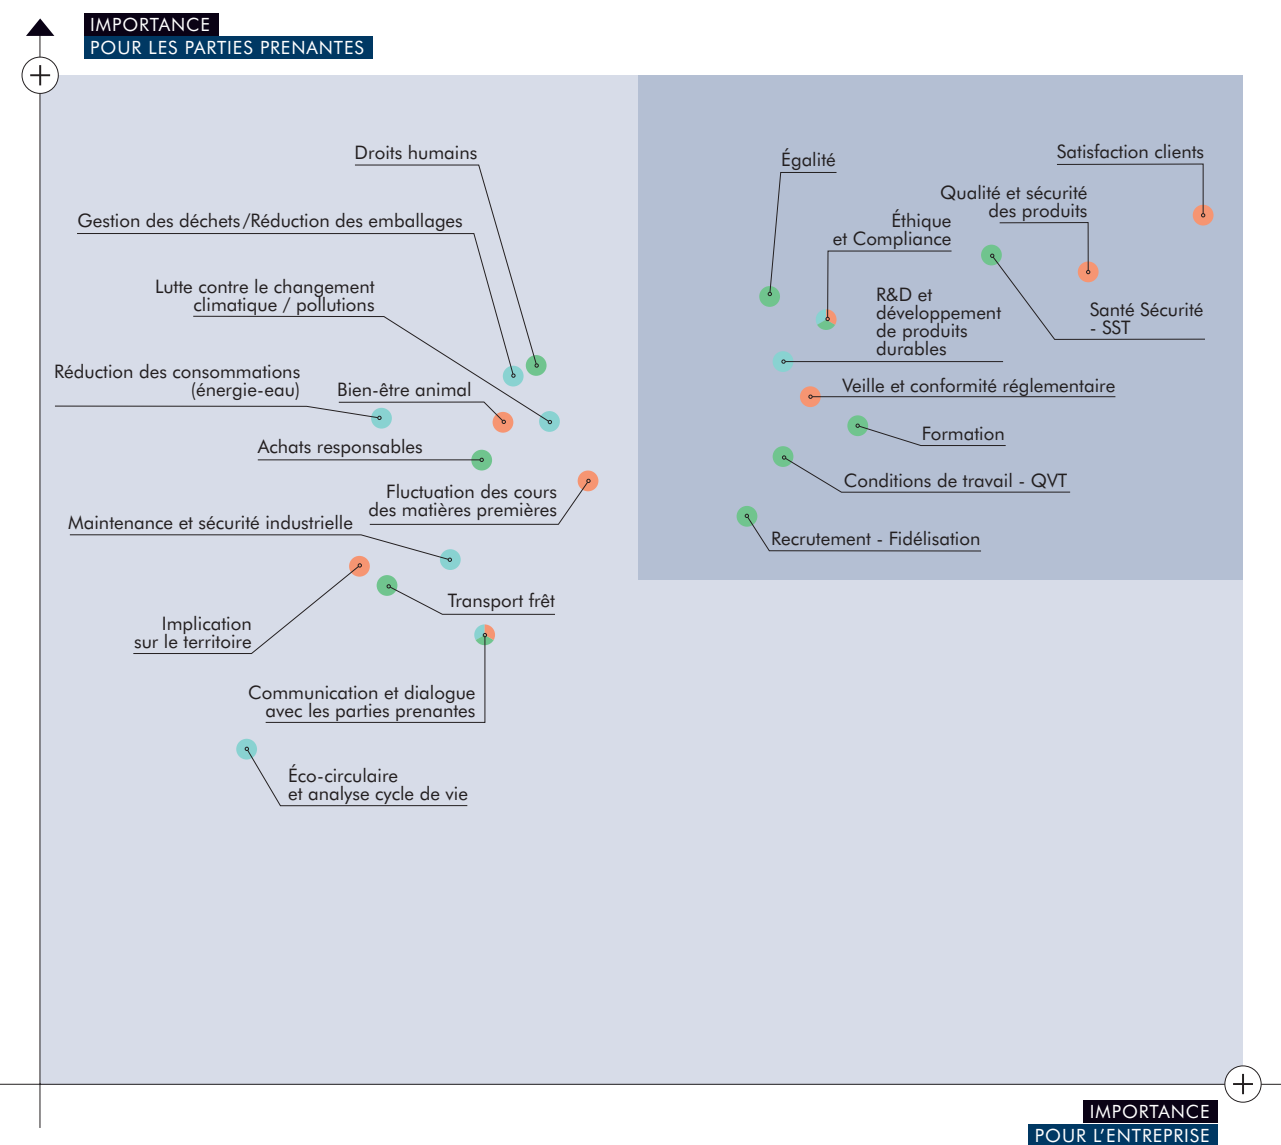 IMPORTANCE
POUR LES PARTIES PRENANTES
Droits humains
Gestion des déchets/Réduction des emballages
Lutte contre le changement
climatique / pollutions
Réduction des consommations
(énergie-eau)
Bien-être animal
Achats responsables
Fluctuation des cours
des matières premières
Maintenance et sécurité industrielle
Implication
sur le territoire
Transport frêt
Communication et dialogue
avec les parties prenantes
Éco-circulaire
et analyse cycle de vie
Égalité
Satisfaction clients
Qualité et sécurité
des produits
Éthique
et Compliance
R&D et
développement
de produits
durables
Santé Sécurité
- SST
Veille et conformité réglementaire
Formation
Conditions de travail - QVT
Recrutement - Fidélisation
IMPORTANCE
POUR L'ENTREPRISE